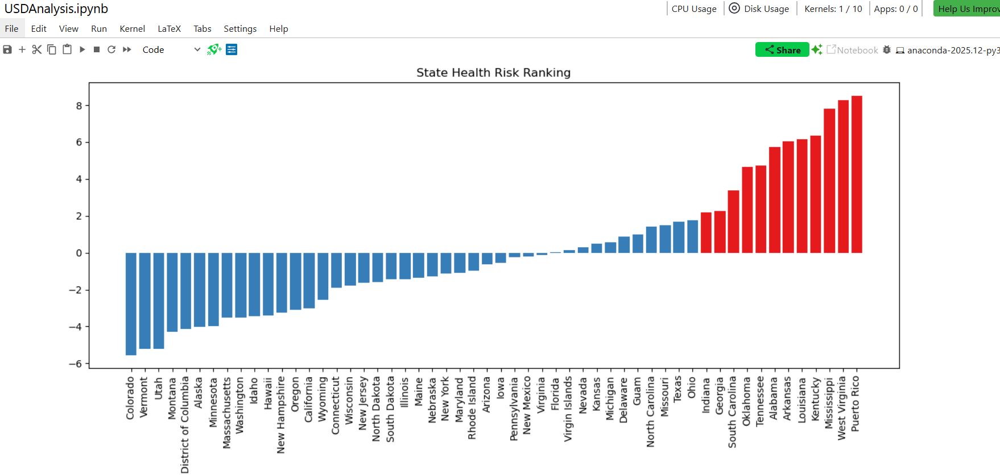 USDAnalysis.ipynb
CPU Usage
Disk Usage
Kernels: 1 / 10
Apps: 0 / 0
Help Us Improv
File Edit View Run Kernel LaTeX Tabs Settings Help
Code
Share
Notebook
anaconda-2025.12-py3
State Health Risk Ranking
8
6
4
2
0
−2
−4
−6
Colorado
Vermont
Utah
Montana
District of Columbia
Alaska
Minnesota
Massachusetts
Washington
Idaho
Hawaii
New Hampshire
Oregon
California
Wyoming
Connecticut
Wisconsin
New Jersey
North Dakota
South Dakota
Illinois
Maine
Nebraska
New York
Maryland
Rhode Island
Arizona
Iowa
Pennsylvania
New Mexico
Virginia
Florida
Virgin Islands
Nevada
Kansas
Michigan
Delaware
Guam
North Carolina
Missouri
Texas
Ohio
Indiana
Georgia
South Carolina
Oklahoma
Tennessee
Alabama
Arkansas
Louisiana
Kentucky
Mississippi
West Virginia
Puerto Rico